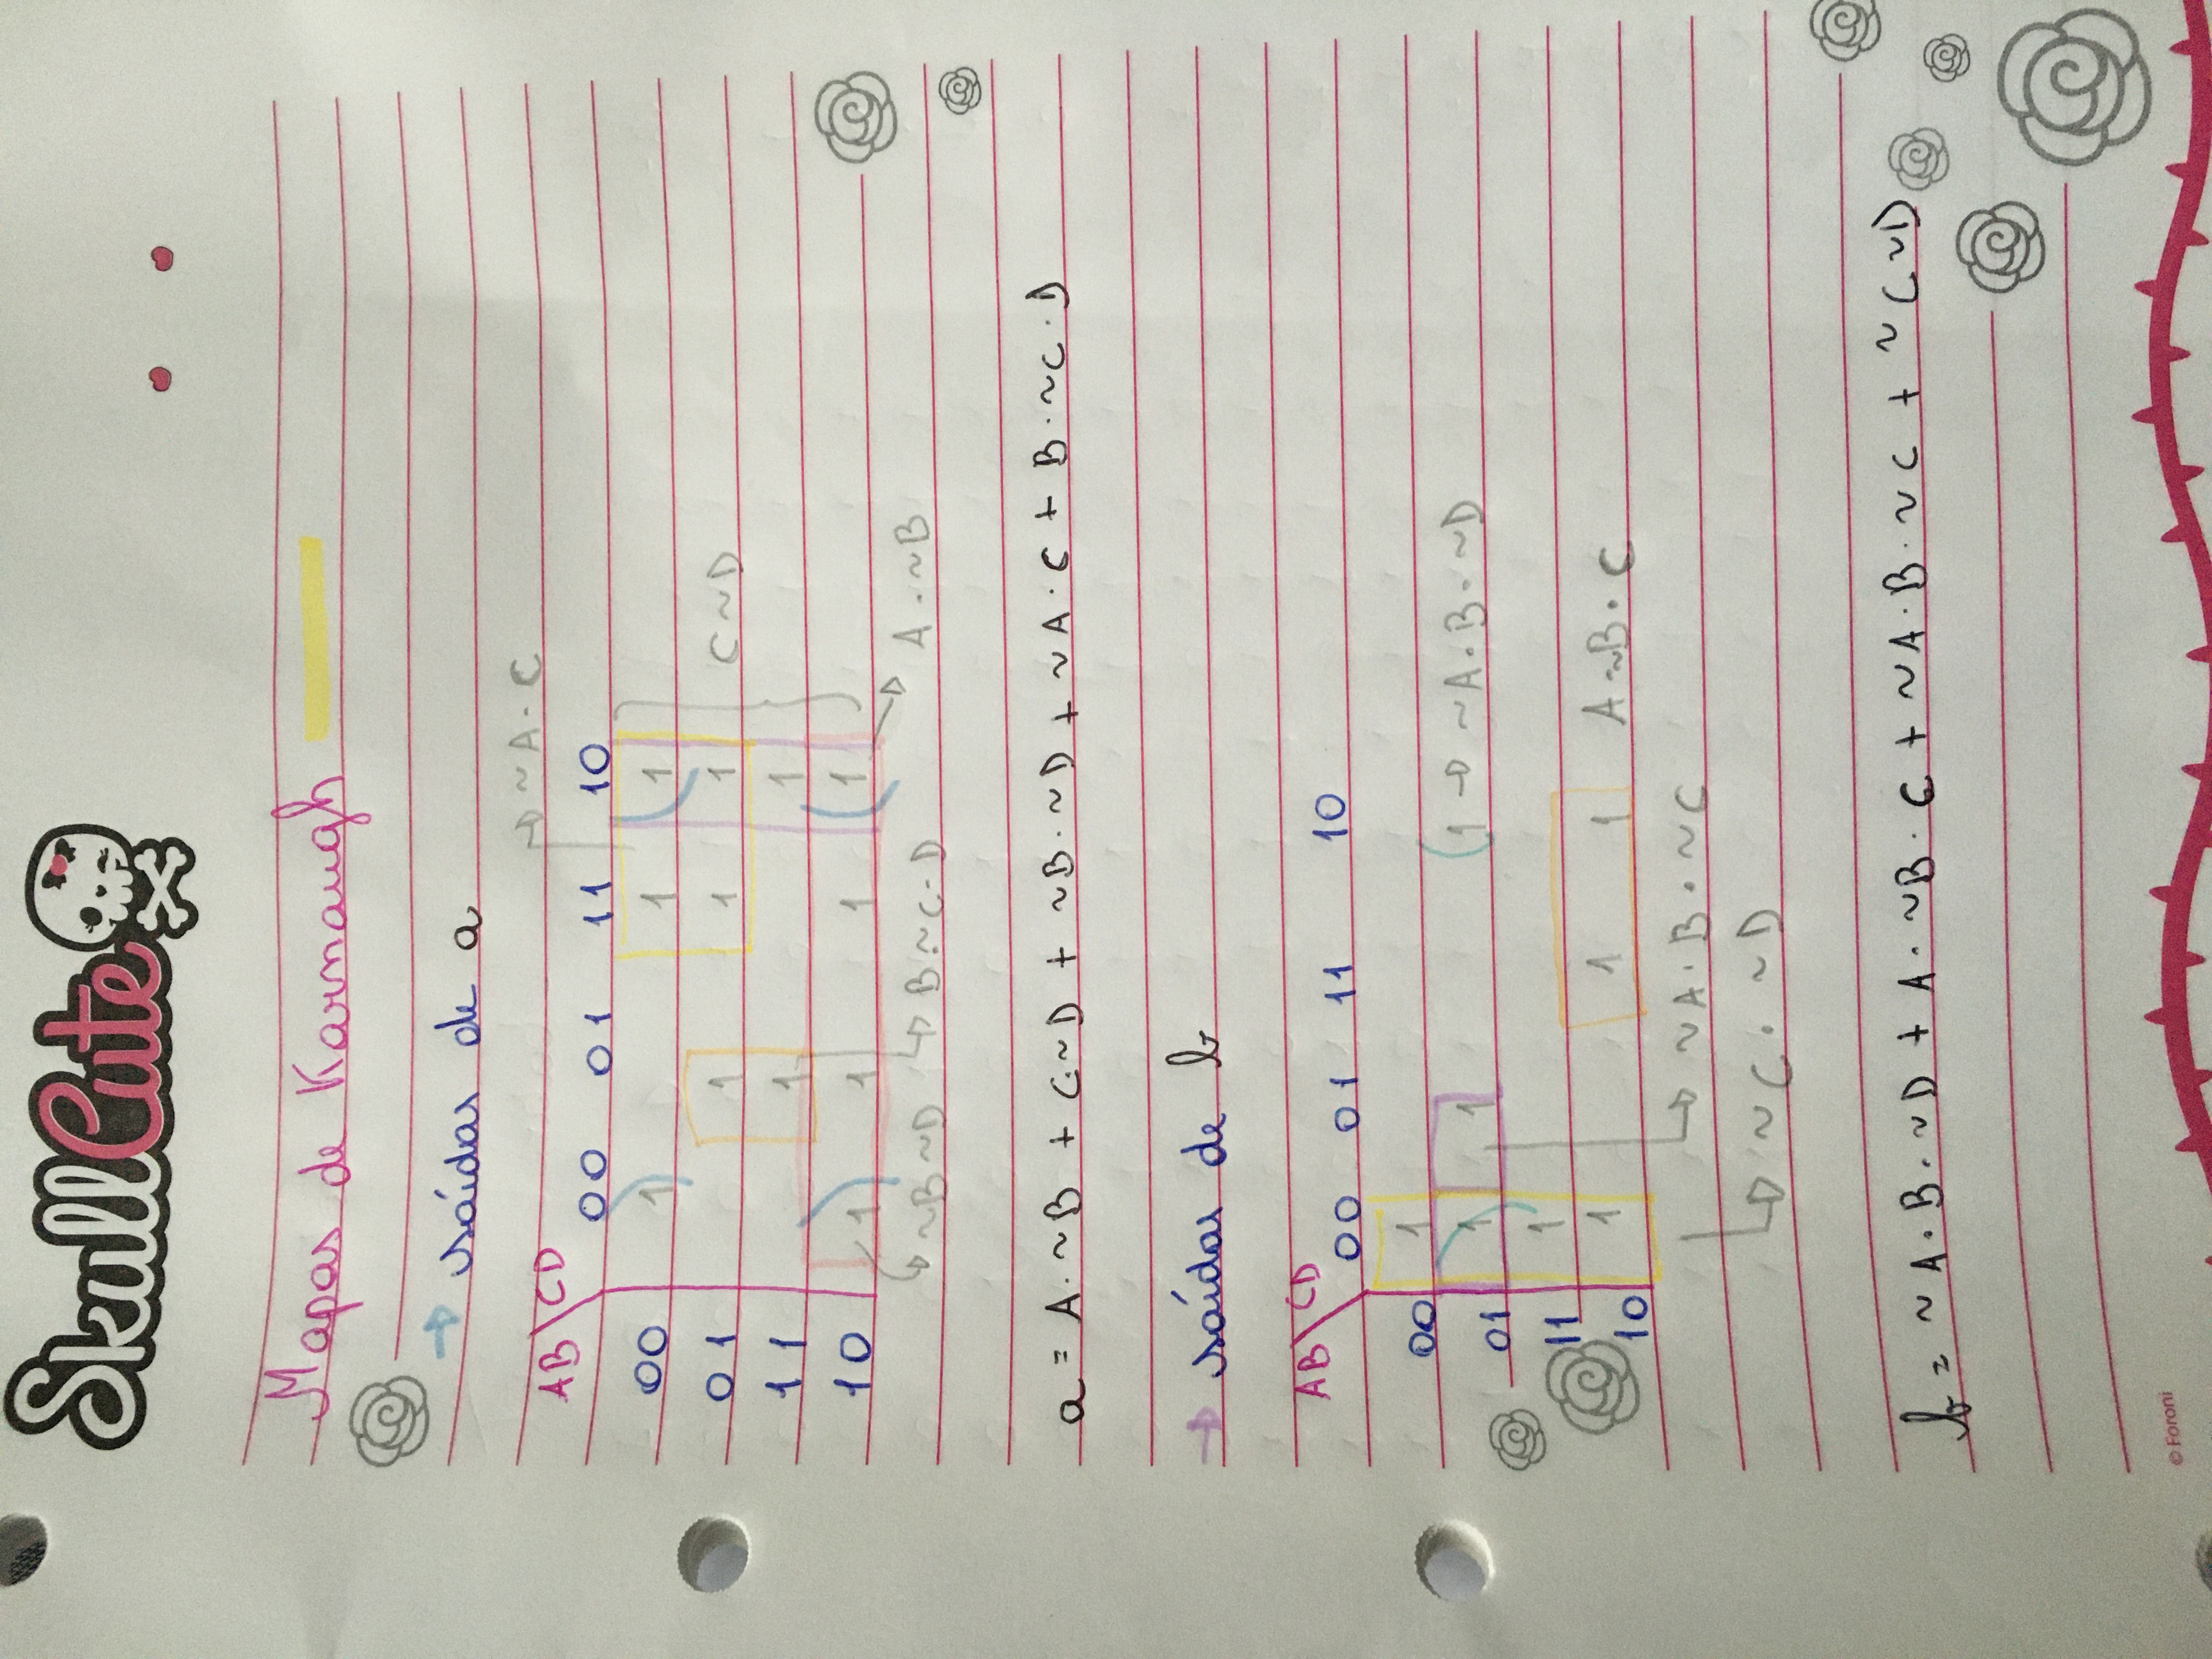 SkullCute
Mapas de Karnaugh
→ saídas de a
→ ~A·C
AB\CD
00 01 11 10
00 1 1 1
01 1 1 1 C~D
11 1 1
10 1 1 1 1
→ ~B~D → B·~C·D → A·~B
a = A·~B + C·~D + ~B·~D + ~A·C + B·~C·D
→ saídas de b
AB\CD
00 01 11 10
00 1
01 1 1 1 → ~A·B·~D
11 1
10 1 1 1 A·~B·C
→ ~A·B·~C
→ ~C·~D
b = ~A·B·~D + A·~B·C + ~A·B·~C + ~C~D
© Foroni